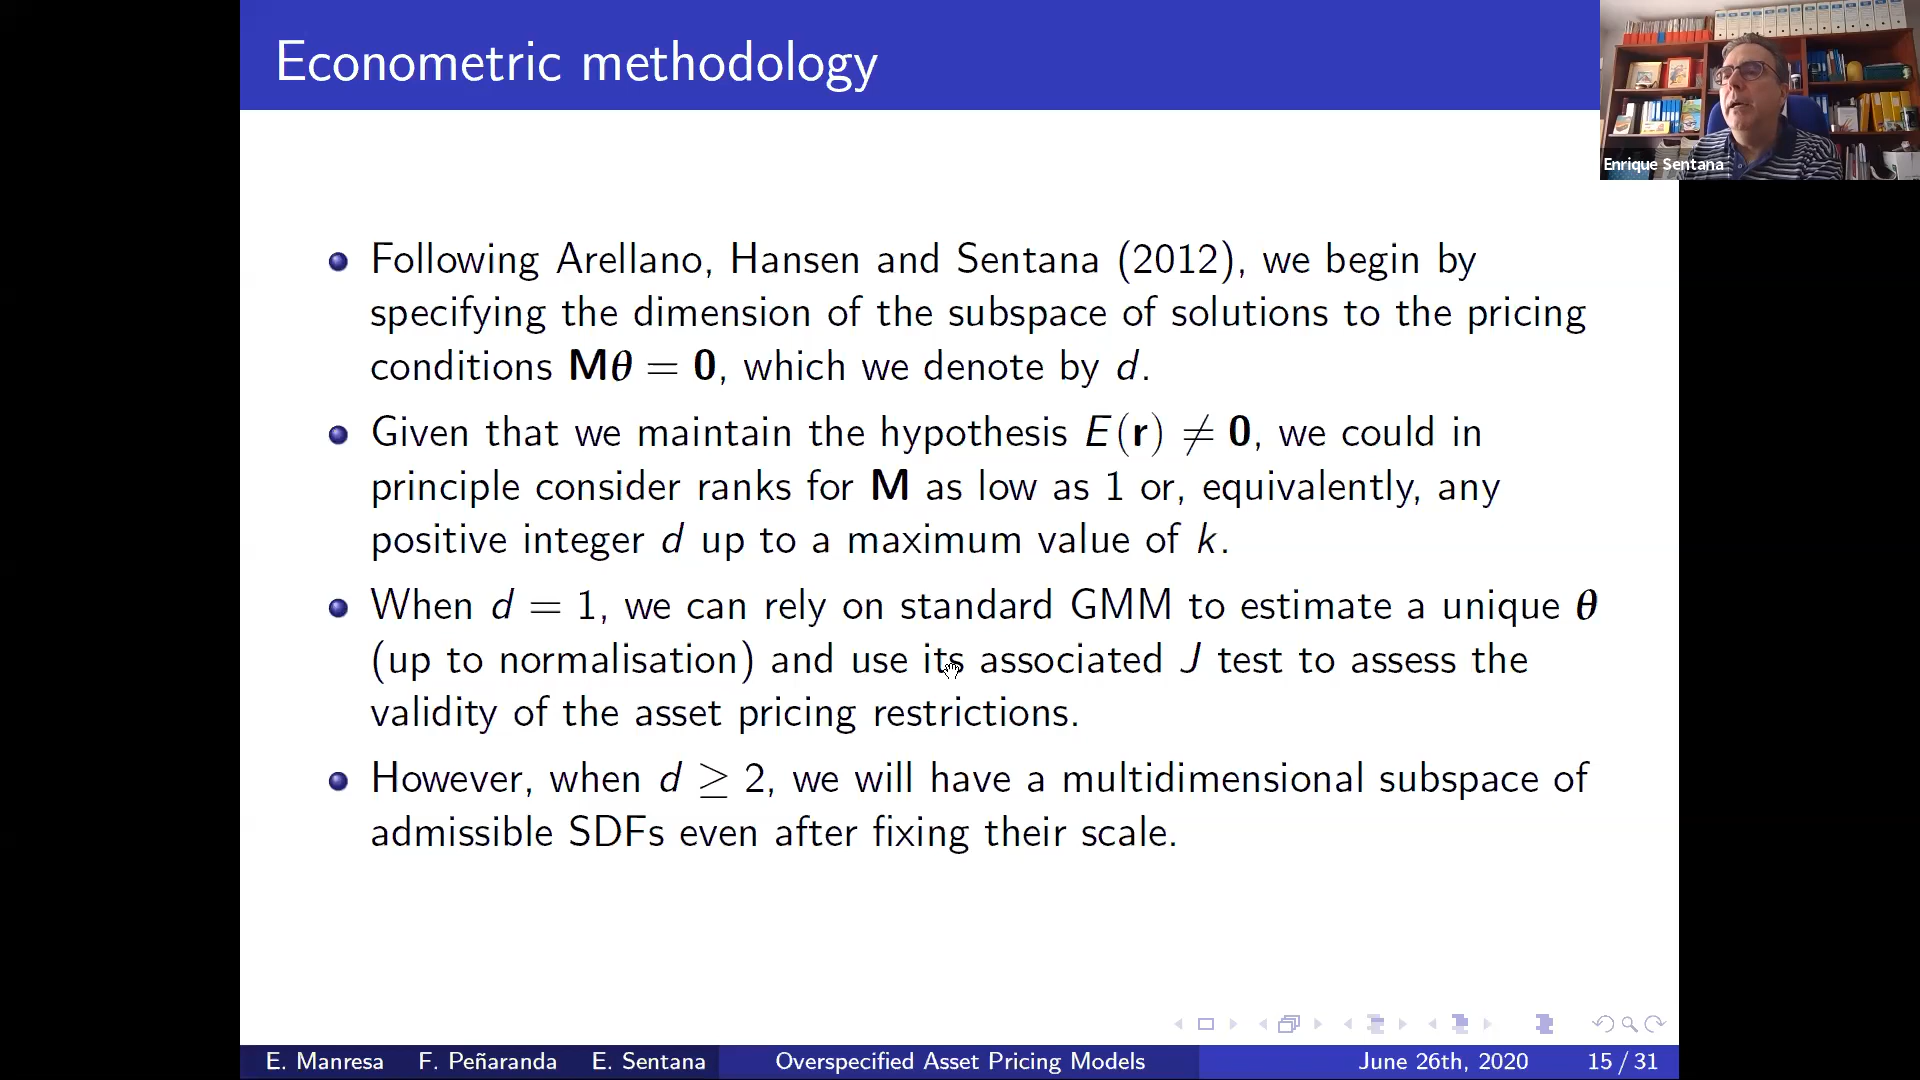 Econometric methodology
Enrique Sentana
Following Arellano, Hansen and Sentana (2012), we begin by
specifying the dimension of the subspace of solutions to the pricing
conditions Mθ = 0, which we denote by d.
Given that we maintain the hypothesis E(r) ≠ 0, we could in
principle consider ranks for M as low as 1 or, equivalently, any
positive integer d up to a maximum value of k.
When d = 1, we can rely on standard GMM to estimate a unique θ
(up to normalisation) and use its associated J test to assess the
validity of the asset pricing restrictions.
However, when d ≥ 2, we will have a multidimensional subspace of
admissible SDFs even after fixing their scale.
E. Manresa F. Peñaranda E. Sentana Overspecified Asset Pricing Models June 26th, 2020 15 / 31